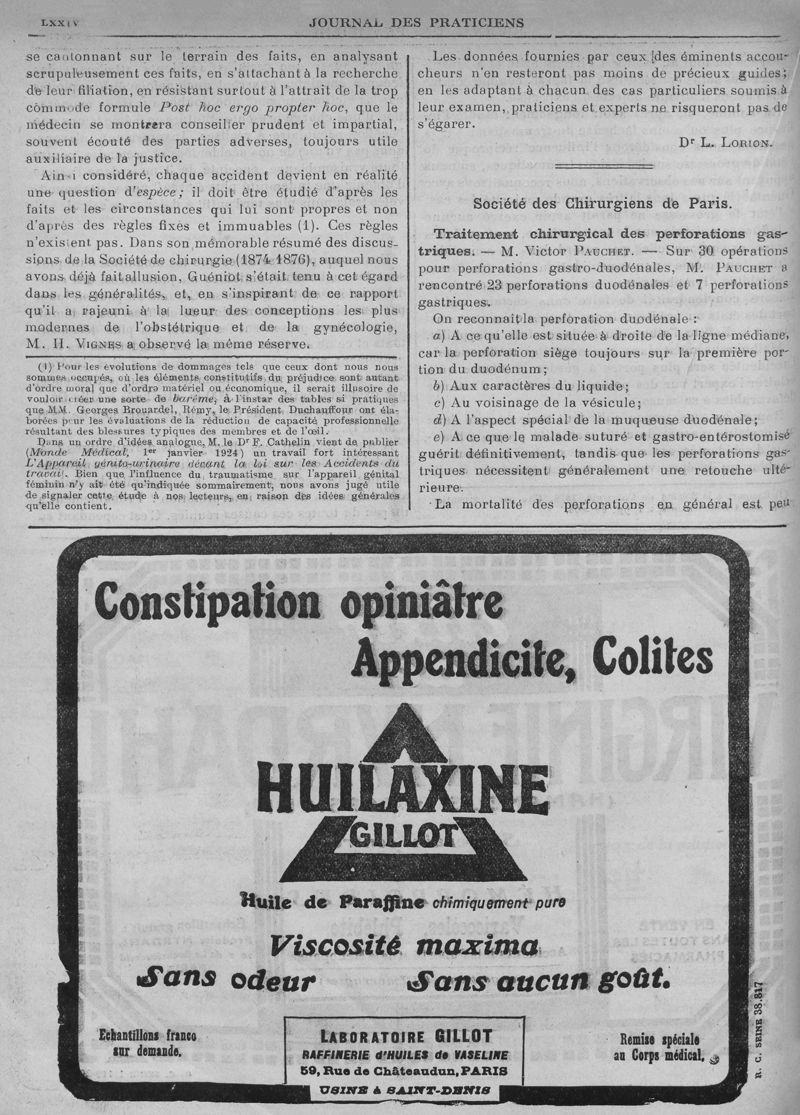 LXXIV
JOURNAL DES PRATICIENS
se cantonnant sur le terrain des faits, en analysant
scrupuleusement ces faits, en s'attachant à la recherche
de leur filiation, en résistant surtout à l'attrait de la trop
commode formule Post hoc ergo propter hoc, que le
médecin se montrera conseilier prudent et impartial,
souvent écouté des parties adverses, toujours utile
auxiliaire de la justice.
Ainsi considéré, chaque accident devient en réalité
une question d'espèce; il doit être étudié d'après les
faits et les circonstances qui lui sont propres et non
d'après des règles fixes et immuables (1). Ces règles
n'existent pas. Dans son mémorable résumé des discus-
sions de la Société de chirurgie (1874-1876), auquel nous
avons déjà fait allusion, Guéniot s'était tenu à cet égard
dans les généralités, et, en s'inspirant de ce rapport
qu'il a rajeuni à la lueur des conceptions les plus
modernes de l'obstétrique et de la gynécologie,
M. H. VIGNES a observé la même réserve.
(1) Pour les évolutions de dommages tels que ceux dont nous nous
sommes occupés, où les éléments constitutifs du préjudice sont autant
d'ordre moral que d'ordre matériel ou économique, il serait illusoire de
vouloir créer une sorte de barême, à l'instar des tables si pratiques
que MM. Georges Brouardel, Rémy, le Président Duchauffour ont éla-
borées pour les évaluations de la réduction de capacité professionnelle
résultant des blessures typiques des membres et de l'œil.
Dans un ordre d'idées analogue, M. le Dr F. Cathelin vient de publier
(Monde Médical, 1er janvier 1924) un travail fort intéressant
L'Appareil génito-urinaire devant la loi sur les Accidents du
travail. Bien que l'influence du traumatisme sur l'appareil génital
féminin n'y ait été qu'indiquée sommairement, nous avons jugé utile
de signaler cette étude à nos lecteurs, en raison des idées générales
qu'elle contient.
Les données fournies par ceux des éminents accou-
cheurs n'en resteront pas moins de précieux guides;
en les adaptant à chacun des cas particuliers soumis à
leur examen, praticiens et experts ne risqueront pas de
s'égarer.
Dr L. LORION.
Société des Chirurgiens de Paris.
Traitement chirurgical des perforations gas-
triques. — M. Victor PAUCHET. — Sur 30 opérations
pour perforations gastro-duodénales, M. PAUCHET a
rencontré 23 perforations duodénales et 7 perforations
gastriques.
On reconnaît la perforation duodénale :
a) A ce qu'elle est située à droite de la ligne médiane,
car la perforation siège toujours sur la première por-
tion du duodénum;
b) Aux caractères du liquide;
c) Au voisinage de la vésicule;
d) A l'aspect spécial de la muqueuse duodénale;
e) A ce que le malade suturé et gastro-entérostomisé
guérit définitivement, tandis que les perforations gas-
triques nécessitent généralement une retouche ulté-
rieure.
La mortalité des perforations en général est peu
Constipation opiniâtre
Appendicite, Colites
HUILAXINE
GILLOT
Huile de Paraffine chimiquement pure
Viscosité maxima
Sans odeur Sans aucun goût.
Echantillons franco
sur demande.
LABORATOIRE GILLOT
RAFFINERIE d'HUILES de VASELINE
59, Rue de Châteaudun, PARIS
USINE à SAINT-DENIS
Remise spéciale
au Corps médical.
R. C. SEINE 38.817